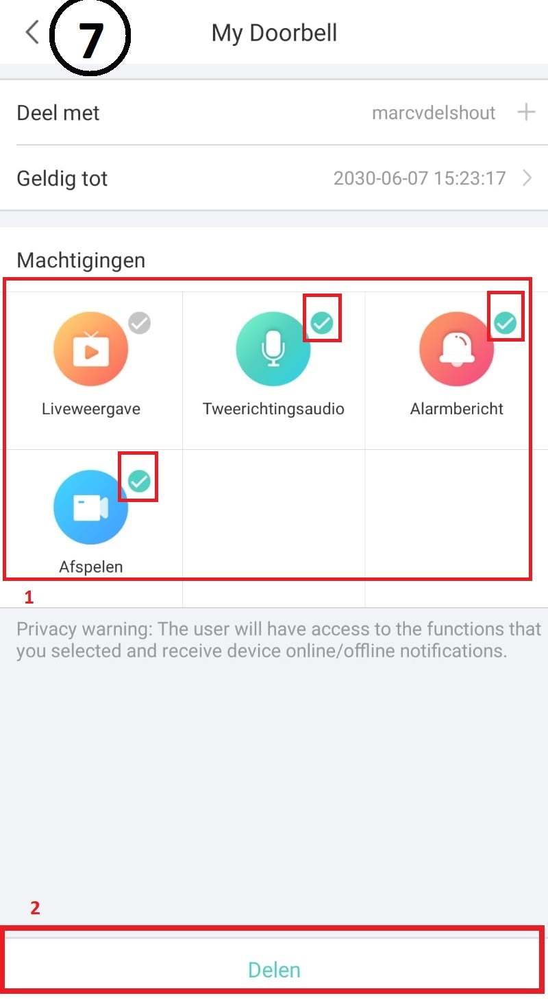 7
My Doorbell
Deel met marcvdelshout
Geldig tot 2030-06-07 15:23:17
Machtigingen
Liveweergave Tweerichtingsaudio Alarmbericht
Afspelen
1
Privacy warning: The user will have access to the functions that
you selected and receive device online/offline notifications.
2
Delen